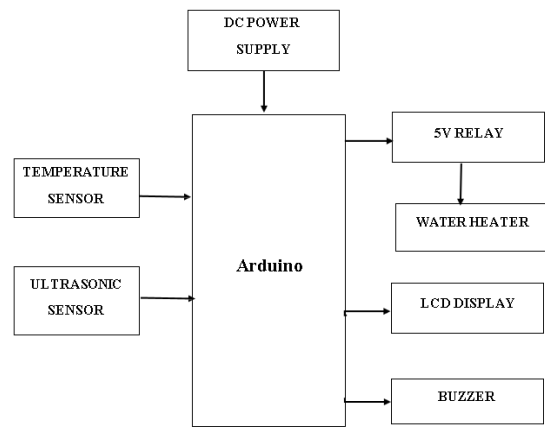 DC POWER
SUPPLY
5V RELAY
TEMPERATURE
SENSOR
WATER HEATER
Arduino
ULTRASONIC
SENSOR
LCD DISPLAY
BUZZER